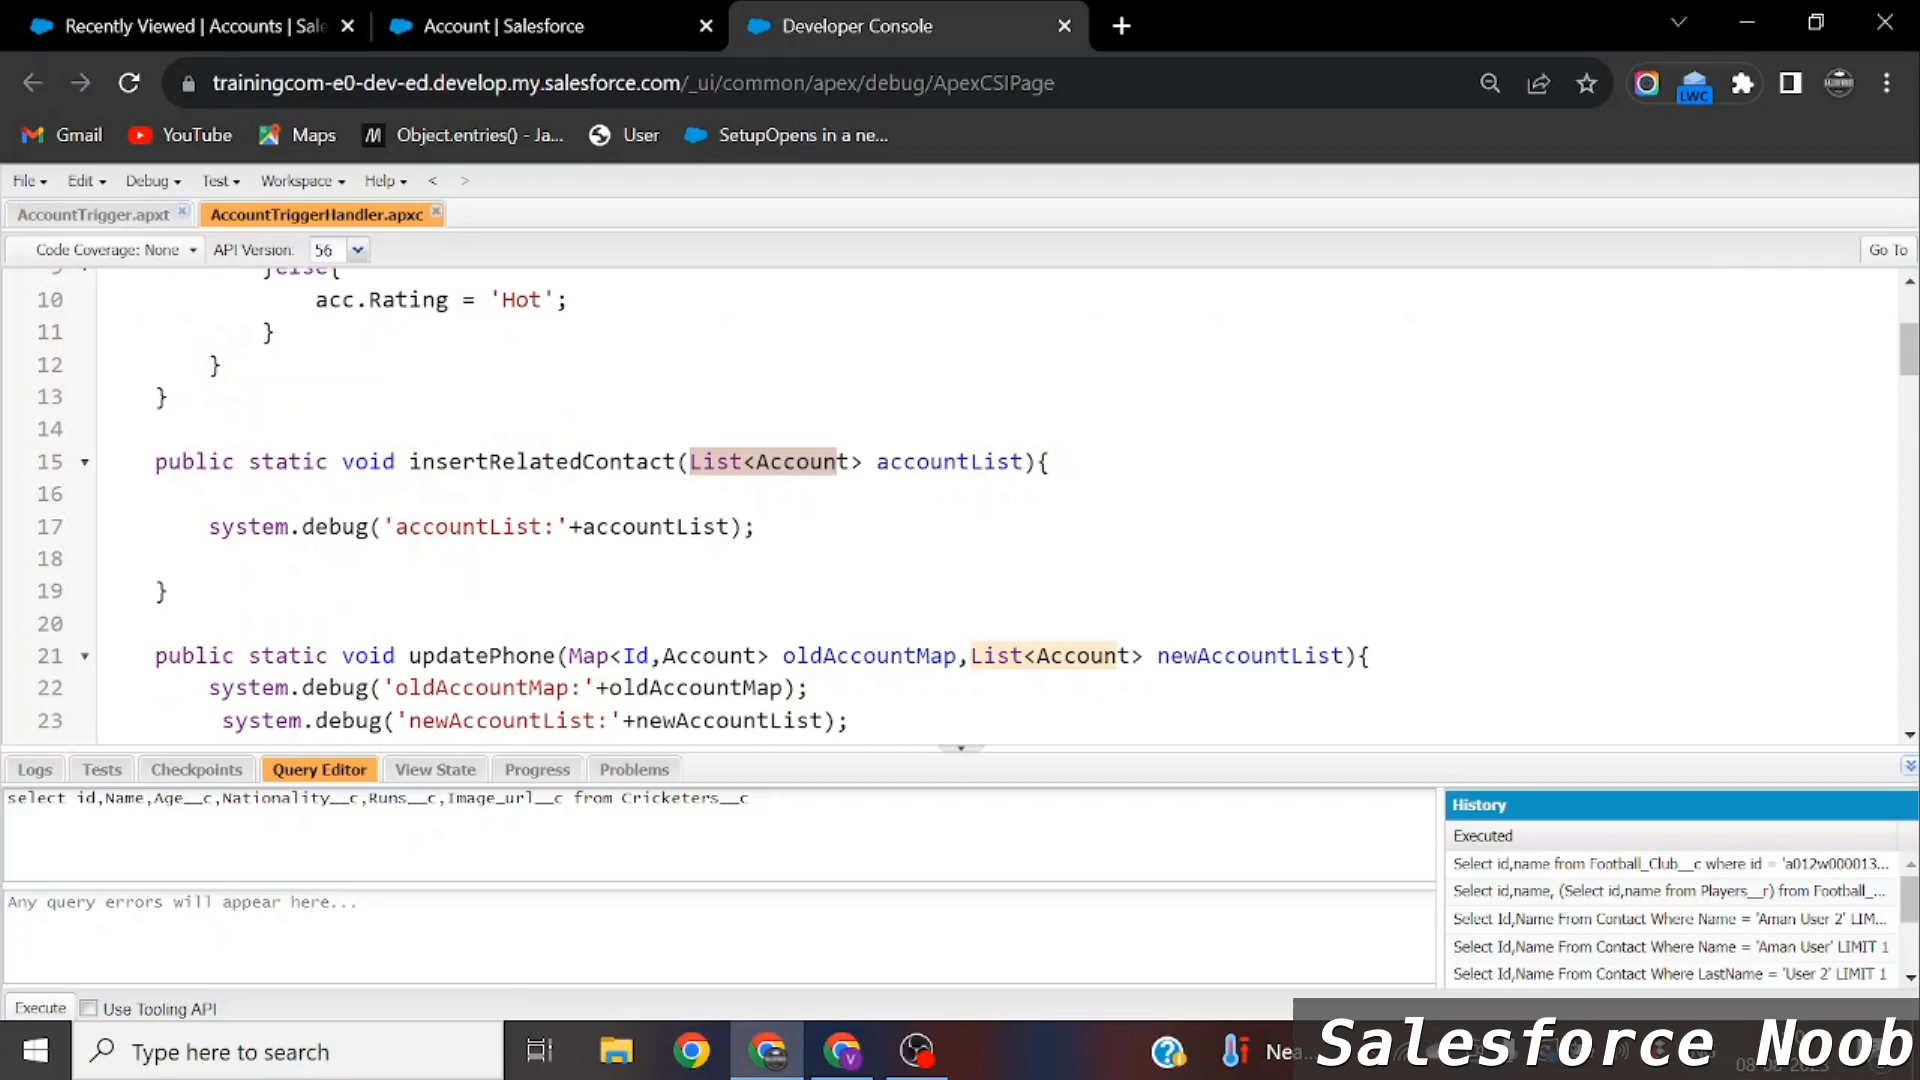 Recently Viewed | Accounts | Sale
Account | Salesforce
Developer Console
trainingcom-e0-dev-ed.develop.my.salesforce.com/_ui/common/apex/debug/ApexCSIPage
LWC
Gmail
YouTube
Maps
Object.entries() - Ja...
User
SetupOpens in a ne...
File
Edit
Debug
Test
Workspace
Help
<
>
AccountTrigger.apxt
AccountTriggerHandler.apxc
Code Coverage: None
API Version:
56
Go To
9 }else{
10 acc.Rating = 'Hot';
11 }
12 }
13 }
14
15 public static void insertRelatedContact(List<Account> accountList){
16
17 system.debug('accountList:'+accountList);
18
19 }
20
21 public static void updatePhone(Map<Id,Account> oldAccountMap,List<Account> newAccountList){
22 system.debug('oldAccountMap:'+oldAccountMap);
23 system.debug('newAccountList:'+newAccountList);
Logs
Tests
Checkpoints
Query Editor
View State
Progress
Problems
select id,Name,Age__c,Nationality__c,Runs__c,Image_url__c from Cricketers__c
Any query errors will appear here...
History
Executed
Select id,name from Football_Club__c where id = 'a012w000013...
Select id,name, (Select id,name from Players__r) from Football_...
Select Id,Name From Contact Where Name = 'Aman User 2' LIM...
Select Id,Name From Contact Where Name = 'Aman User' LIMIT 1
Select Id,Name From Contact Where LastName = 'User 2' LIMIT 1
Execute
Use Tooling API
Type here to search
V
Nea...
Salesforce Noob